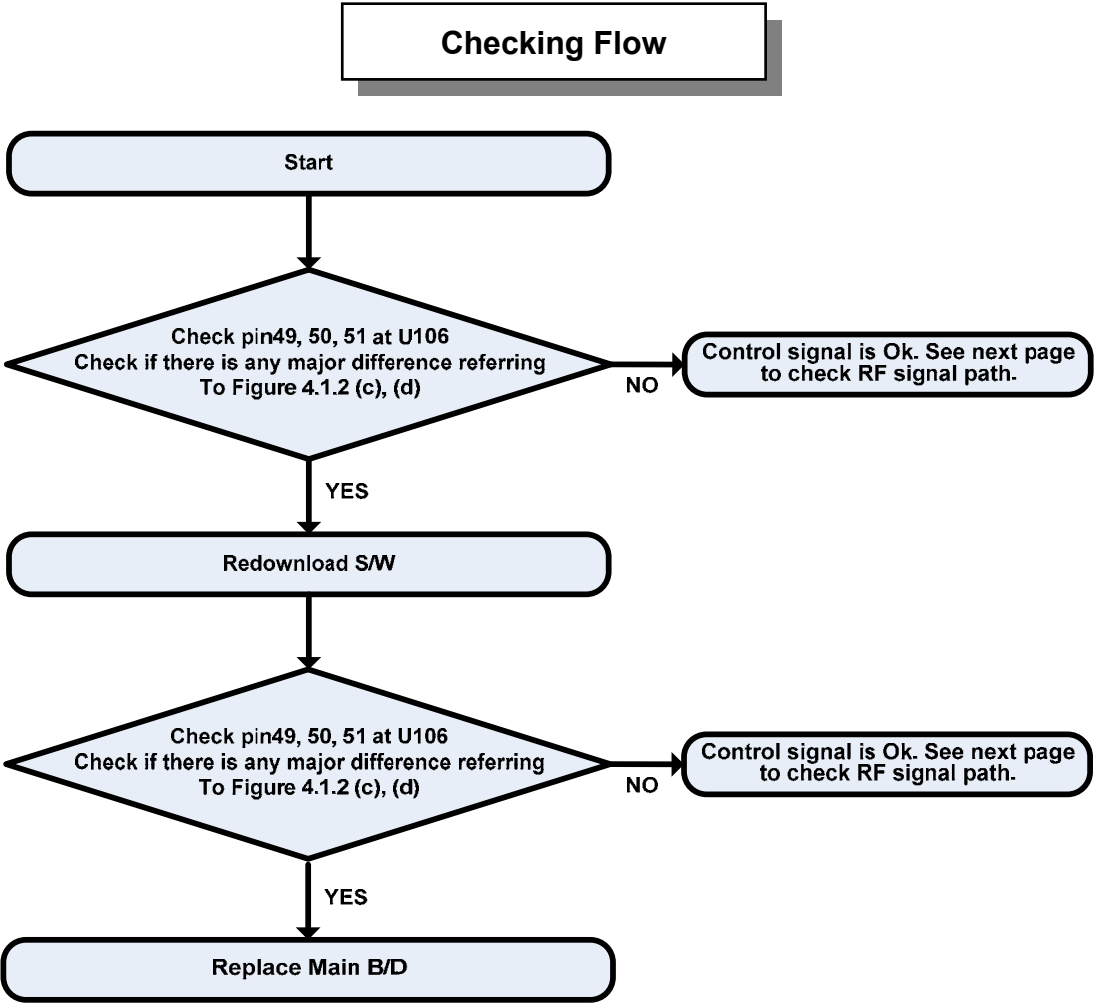 Checking Flow
Start
Check pin49, 50, 51 at U106
Check if there is any major difference referring
To Figure 4.1.2 (c), (d)
NO
Control signal is Ok. See next page
to check RF signal path.
YES
Redownload S/W
Check pin49, 50, 51 at U106
Check if there is any major difference referring
To Figure 4.1.2 (c), (d)
NO
Control signal is Ok. See next page
to check RF signal path.
YES
Replace Main B/D